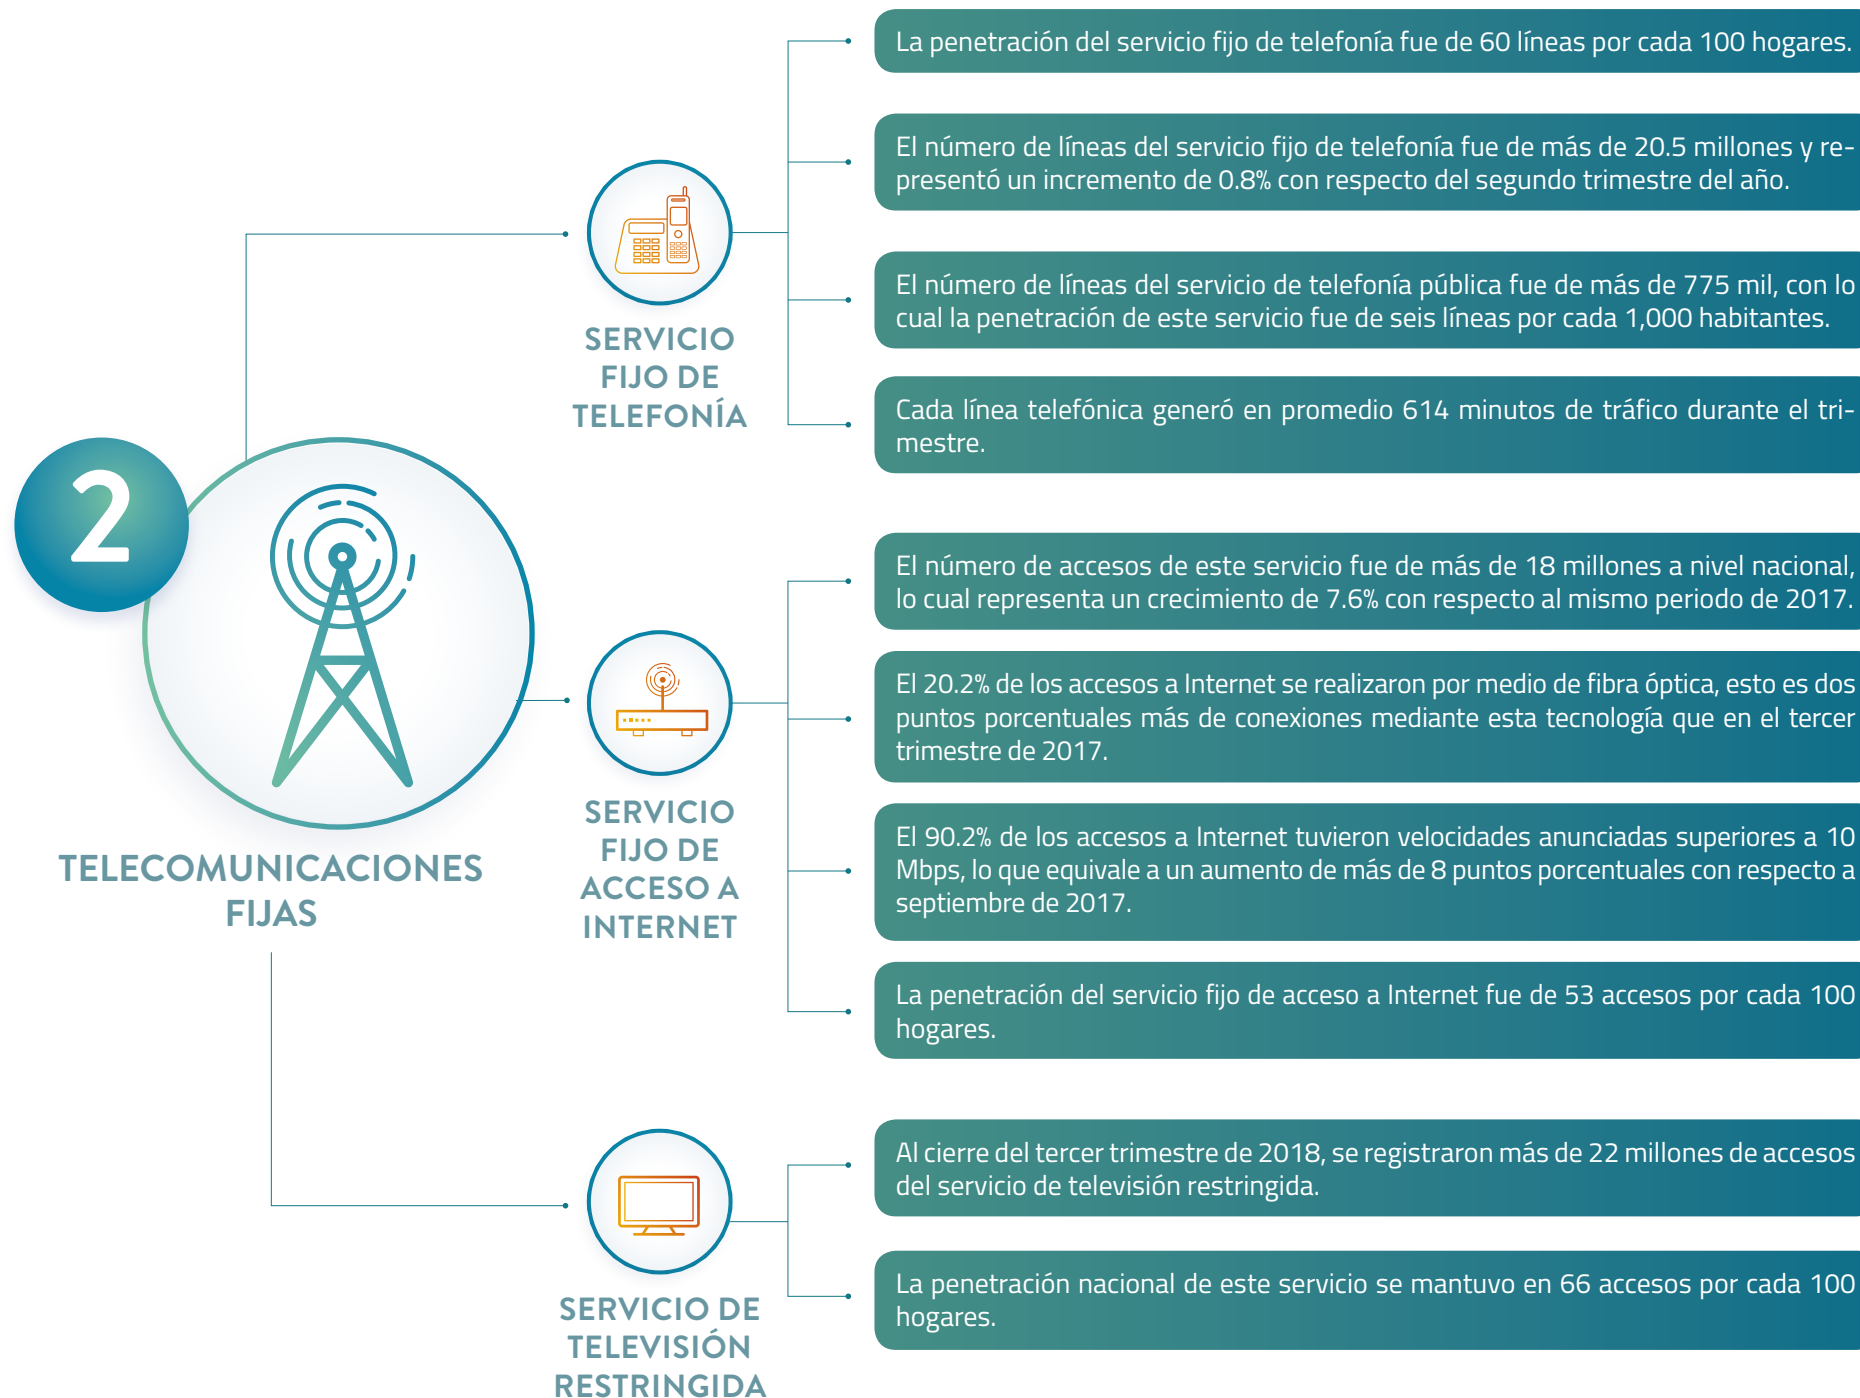 2
TELECOMUNICACIONES
FIJAS
SERVICIO
FIJO DE
TELEFONÍA
La penetración del servicio fijo de telefonía fue de 60 líneas por cada 100 hogares.
El número de líneas del servicio fijo de telefonía fue de más de 20.5 millones y re-
presentó un incremento de 0.8% con respecto del segundo trimestre del año.
El número de líneas del servicio de telefonía pública fue de más de 775 mil, con lo
cual la penetración de este servicio fue de seis líneas por cada 1,000 habitantes.
Cada línea telefónica generó en promedio 614 minutos de tráfico durante el tri-
mestre.
SERVICIO
FIJO DE
ACCESO A
INTERNET
El número de accesos de este servicio fue de más de 18 millones a nivel nacional,
lo cual representa un crecimiento de 7.6% con respecto al mismo periodo de 2017.
El 20.2% de los accesos a Internet se realizaron por medio de fibra óptica, esto es dos
puntos porcentuales más de conexiones mediante esta tecnología que en el tercer
trimestre de 2017.
El 90.2% de los accesos a Internet tuvieron velocidades anunciadas superiores a 10
Mbps, lo que equivale a un aumento de más de 8 puntos porcentuales con respecto a
septiembre de 2017.
La penetración del servicio fijo de acceso a Internet fue de 53 accesos por cada 100
hogares.
SERVICIO DE
TELEVISIÓN
RESTRINGIDA
Al cierre del tercer trimestre de 2018, se registraron más de 22 millones de accesos
del servicio de televisión restringida.
La penetración nacional de este servicio se mantuvo en 66 accesos por cada 100
hogares.